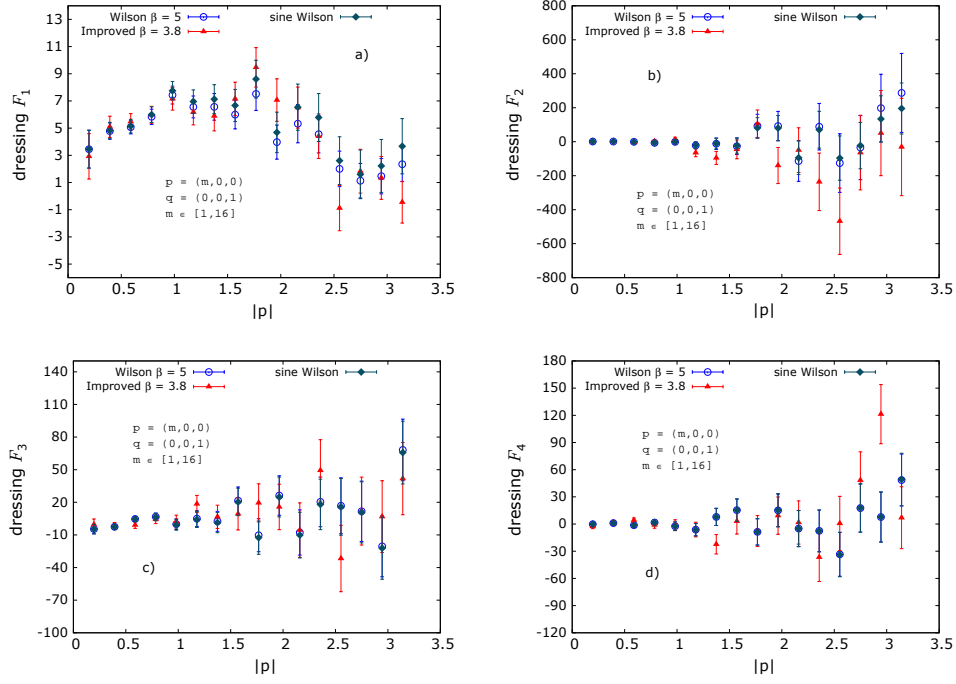 Wilson β = 5
Improved β = 3.8
sine Wilson
a)
dressing F1
13
11
9
7
5
3
1
-1
-3
p = (m,0,0)
q = (0,0,1)
m ϵ [1,16]
0 0.5 1 1.5 2 2.5 3 3.5
|p|
Wilson β = 5
Improved β = 3.8
sine Wilson
b)
dressing F2
800
600
400
200
0
-200
-400
-600
-800
p = (m,0,0)
q = (0,0,1)
m ϵ [1,16]
0 0.5 1 1.5 2 2.5 3 3.5
|p|
Wilson β = 5
Improved β = 3.8
sine Wilson
dressing F3
140
100
60
20
-20
-60
-100
p = (m,0,0)
q = (0,0,1)
m ϵ [1,16]
c)
0 0.5 1 1.5 2 2.5 3 3.5
|p|
Wilson β = 5
Improved β = 3.8
sine Wilson
dressing F4
180
150
120
90
60
30
0
-30
-60
-90
-120
p = (m,0,0)
q = (0,0,1)
m ϵ [1,16]
d)
0 0.5 1 1.5 2 2.5 3 3.5
|p|